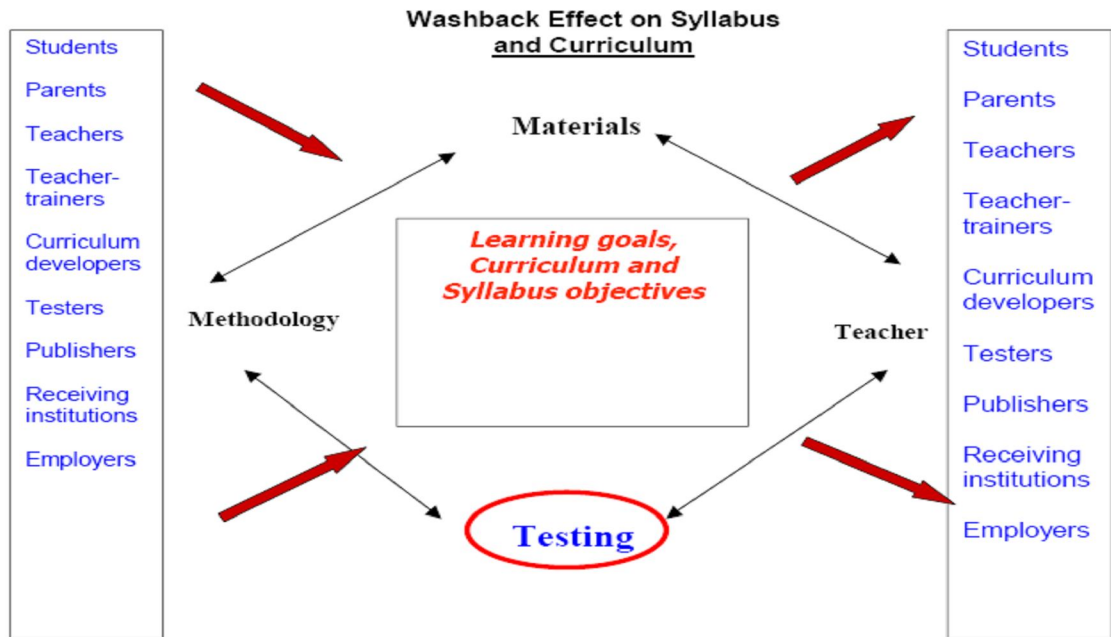 Washback Effect on Syllabus
and Curriculum
Students
Parents
Teachers
Teacher-
trainers
Curriculum
developers
Testers
Publishers
Receiving
institutions
Employers
Materials
Learning goals,
Curriculum and
Syllabus objectives
Methodology
Teacher
Testing
Students
Parents
Teachers
Teacher-
trainers
Curriculum
developers
Testers
Publishers
Receiving
institutions
Employers